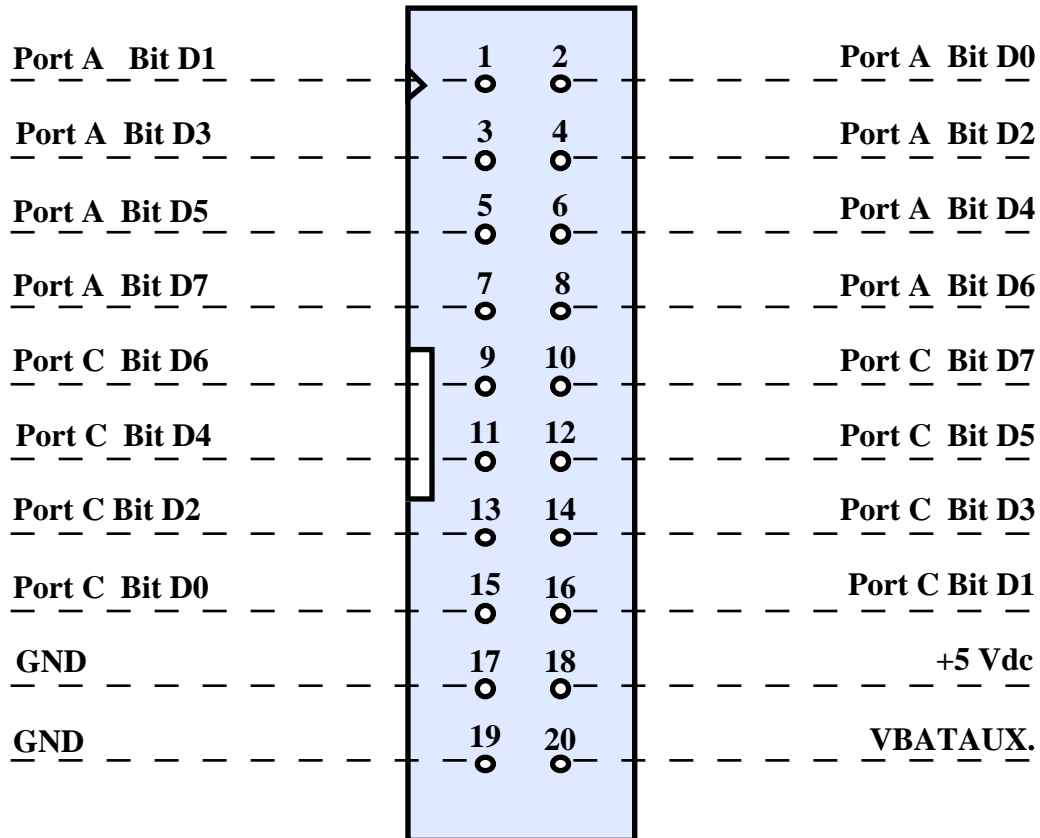 Port A Bit D1 1 2 Port A Bit D0
Port A Bit D3 3 4 Port A Bit D2
Port A Bit D5 5 6 Port A Bit D4
Port A Bit D7 7 8 Port A Bit D6
Port C Bit D6 9 10 Port C Bit D7
Port C Bit D4 11 12 Port C Bit D5
Port C Bit D2 13 14 Port C Bit D3
Port C Bit D0 15 16 Port C Bit D1
GND 17 18 +5 Vdc
GND 19 20 VBATAUX.